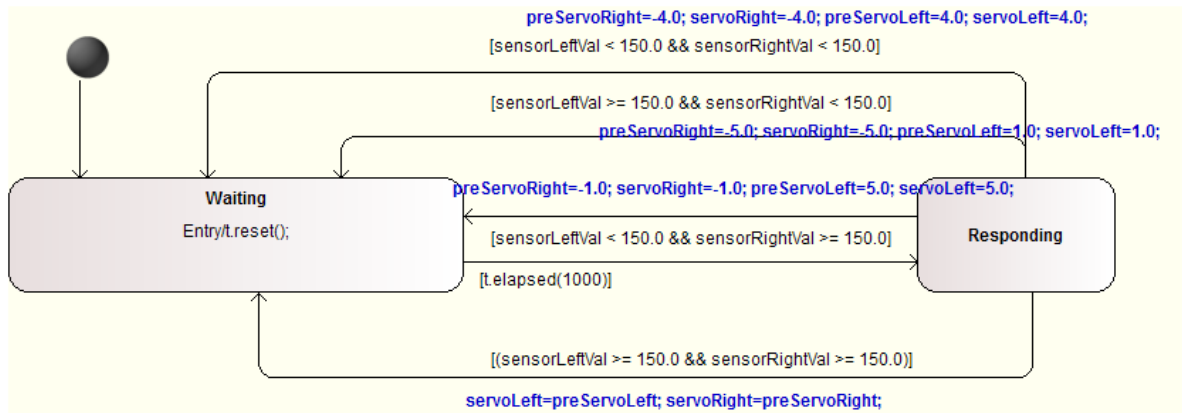 preServoRight=-4.0; servoRight=-4.0; preServoLeft=4.0; servoLeft=4.0;
[sensorLeftVal < 150.0 && sensorRightVal < 150.0]
[sensorLeftVal >= 150.0 && sensorRightVal < 150.0]
preServoRight=-5.0; servoRight=-5.0; preServoLeft=1.0; servoLeft=1.0;
preServoRight=-1.0; servoRight=-1.0; preServoLeft=5.0; servoLeft=5.0;
Waiting
Entry/t.reset();
[sensorLeftVal < 150.0 && sensorRightVal >= 150.0]
Responding
[t.elapsed(1000)]
[(sensorLeftVal >= 150.0 && sensorRightVal >= 150.0)]
servoLeft=preServoLeft; servoRight=preServoRight;